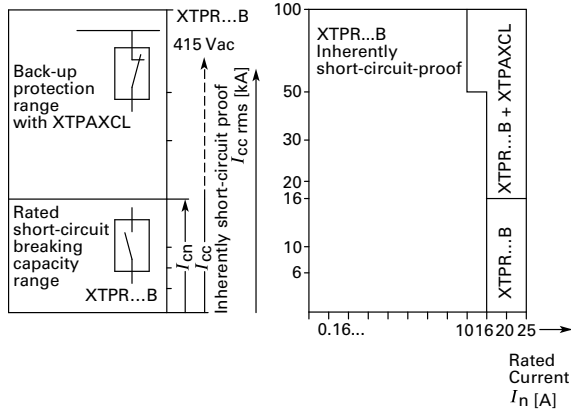 XTPR...B
415 Vac
Back-up
protection
range
with XTPAXCL
Rated
short-circuit
breaking
capacity
range
XTPR...B
Icn
Icc
Inherently short-circuit proof
Icc rms [kA]
100
50
30
20
16
10
6
XTPR...B
Inherently
short-circuit-proof
XTPR...B + XTPAXCL
XTPR...B
0.16... 10 16 20 25
Rated
Current
In [A]